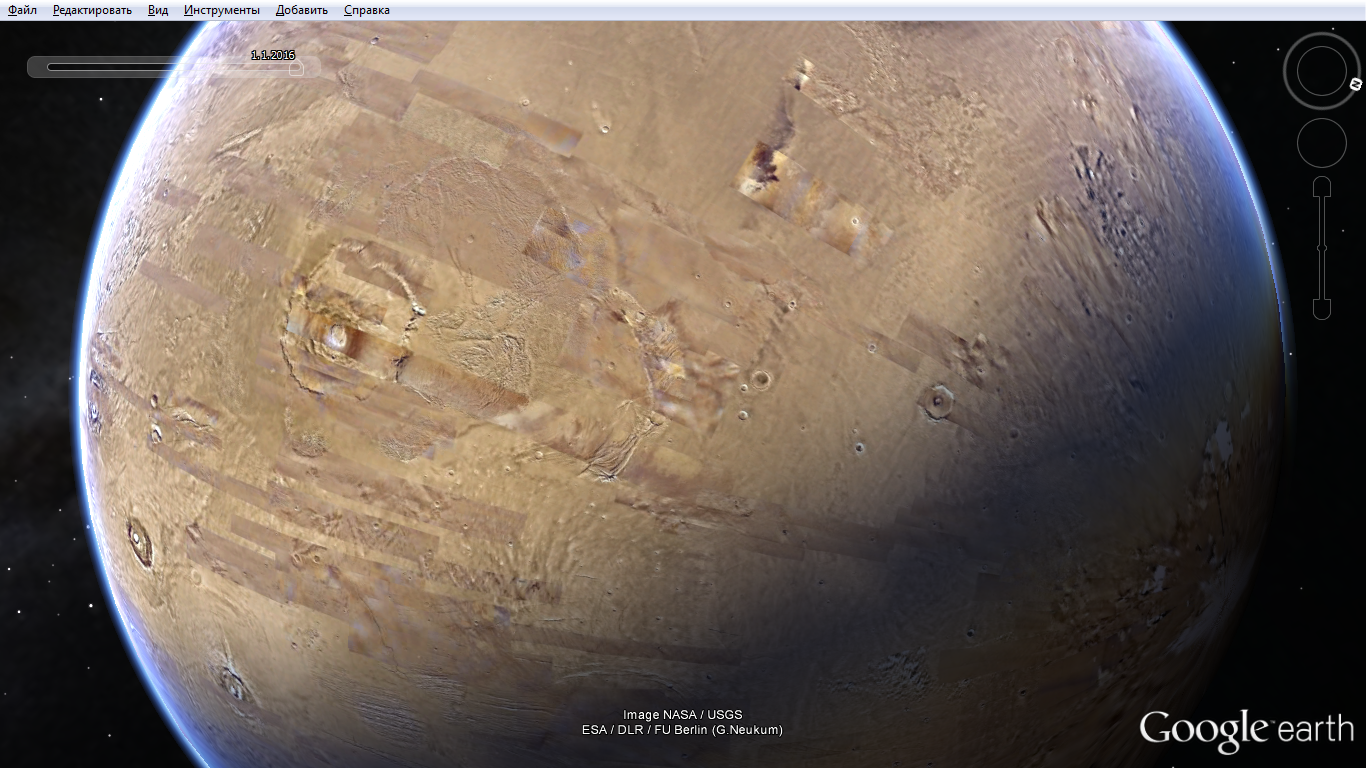 Файл Редактировать Вид Инструменты Добавить Справка
1.1.2016
N
Image NASA / USGS
ESA / DLR / FU Berlin (G.Neukum)
Google earth